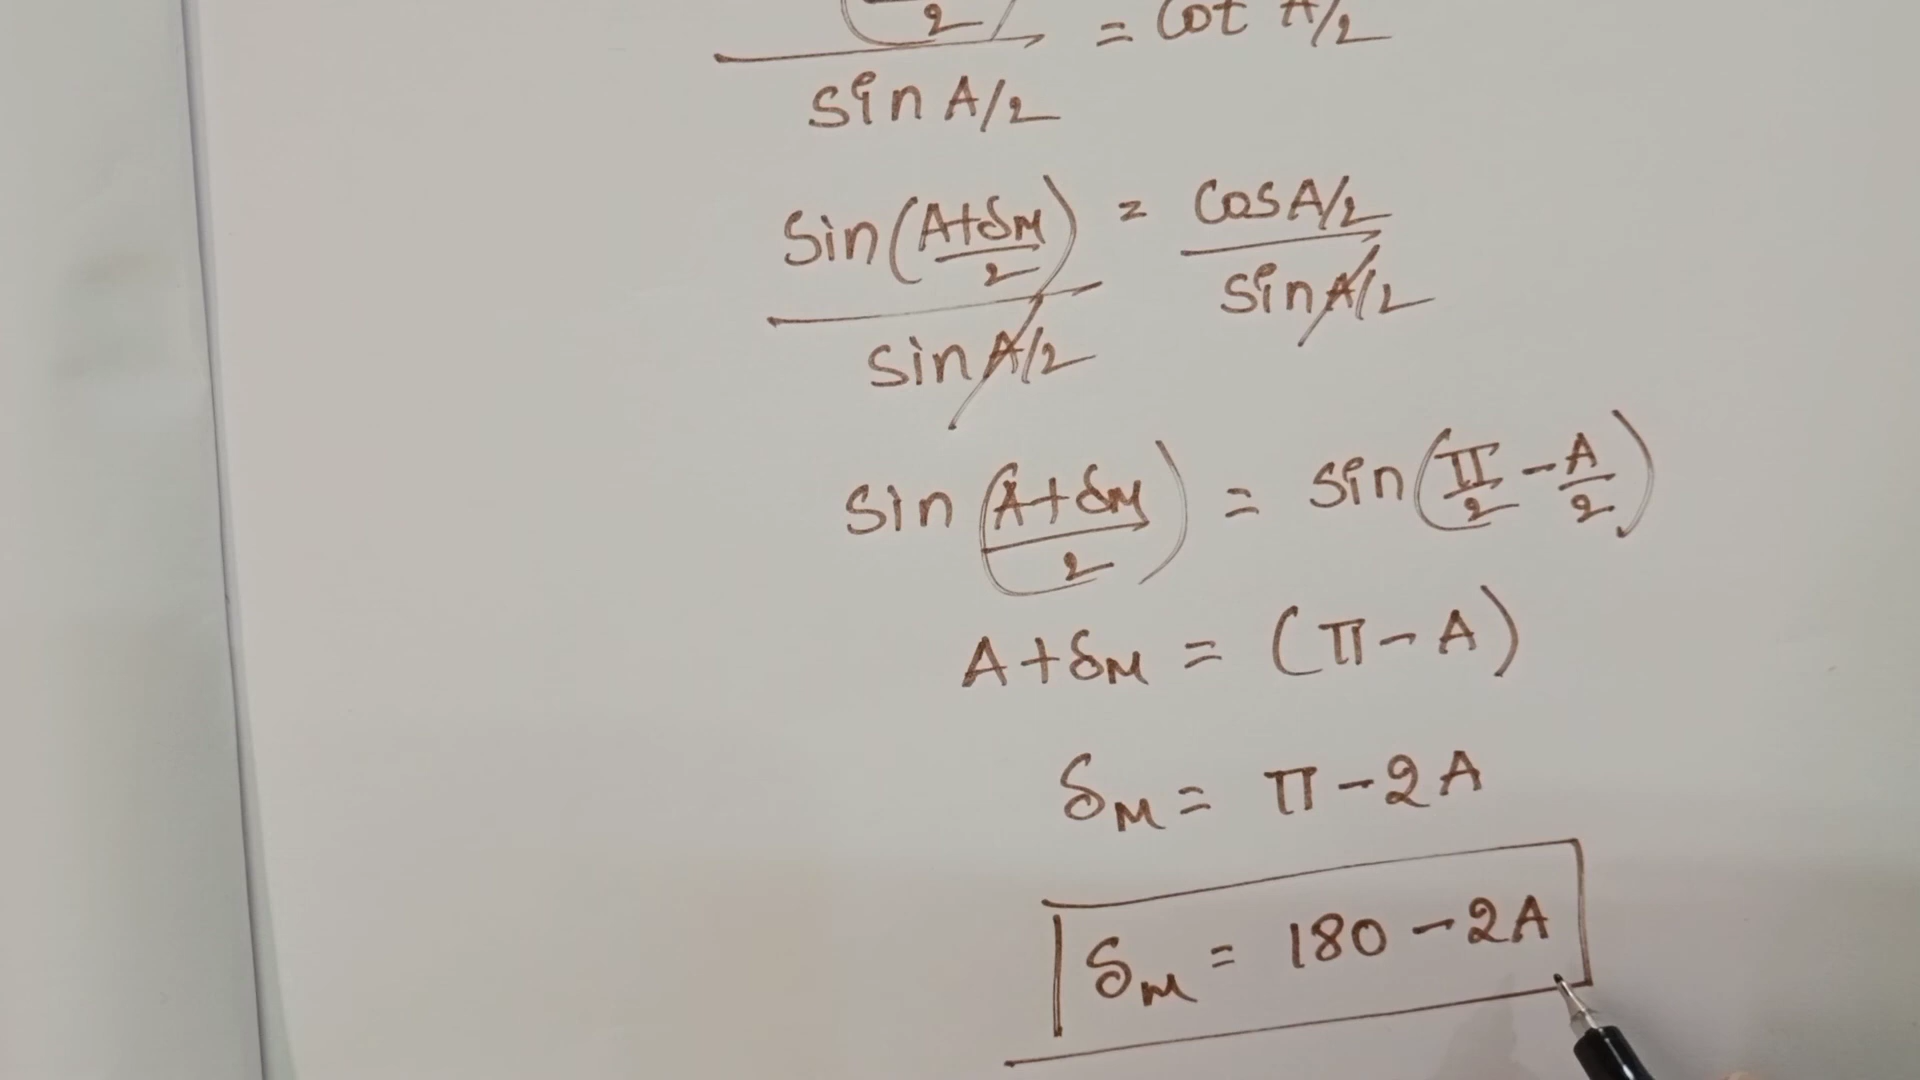 2 = cot A/2
sin A/2
sin(A+δM/2) = cos A/2
sin A/2 sin A/2
sin (A+δM/2) = sin(π/2 - A/2)
A+δM = (π - A)
δM = π - 2A
δM = 180 - 2A